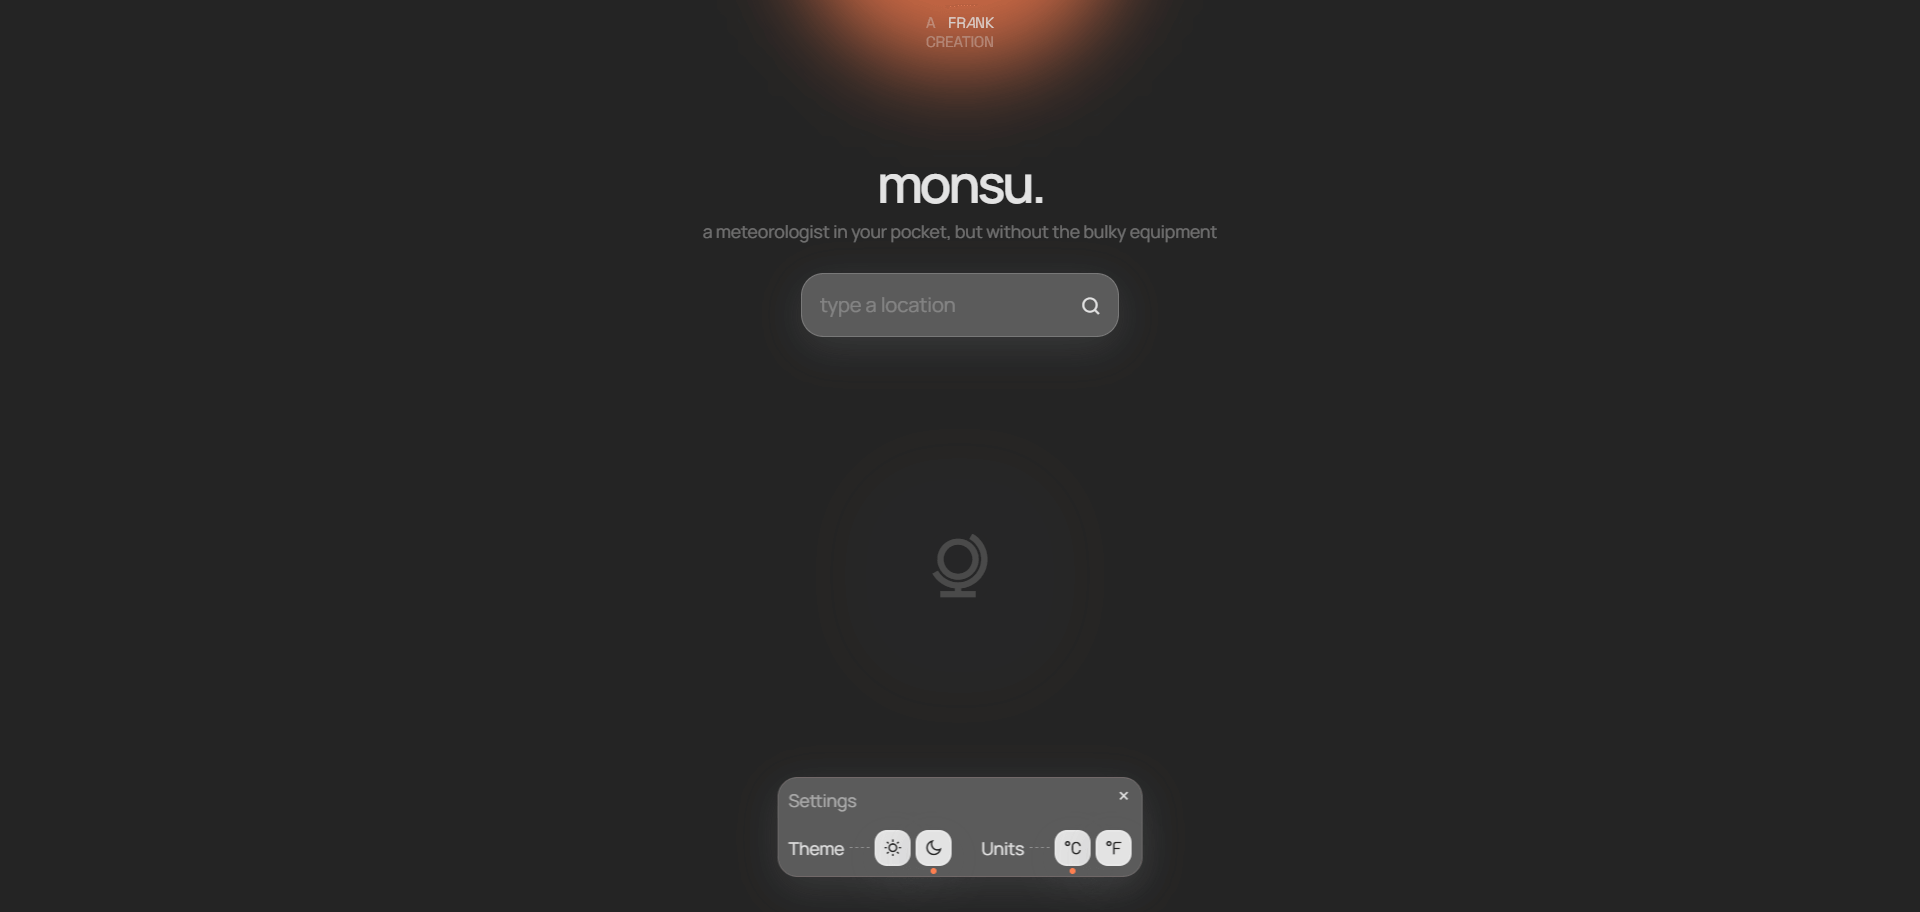 A FRANK
CREATION
monsu.
a meteorologist in your pocket, but without the bulky equipment
type a location
Settings
Theme
Units °C °F